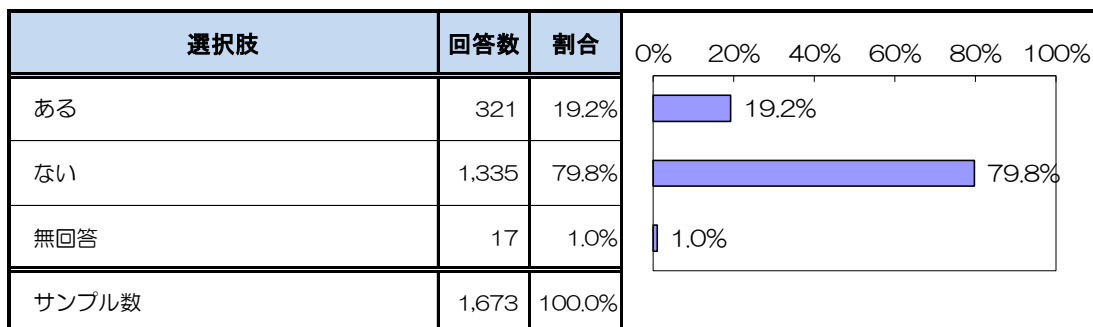 選択肢 回答数 割合
0% 20% 40% 60% 80% 100%
ある 321 19.2% 19.2%
ない 1,335 79.8% 79.8%
無回答 17 1.0% 1.0%
サンプル数 1,673 100.0%